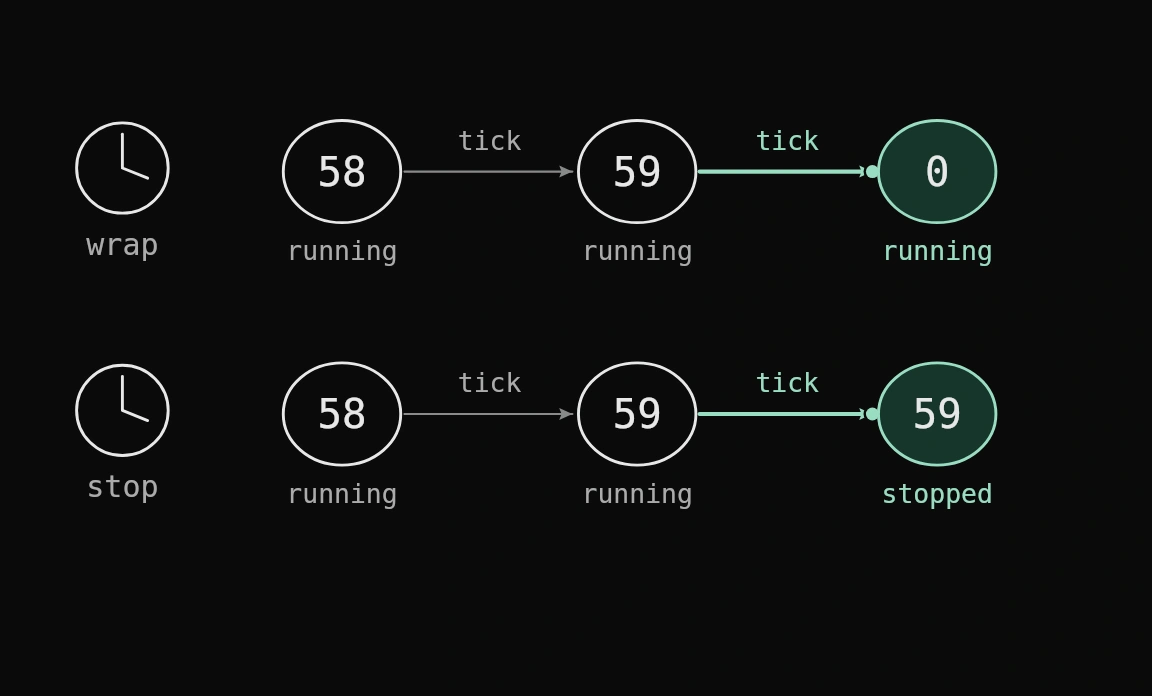 tick tick
58 59 0
wrap running running running
tick tick
58 59 59
stop running running stopped